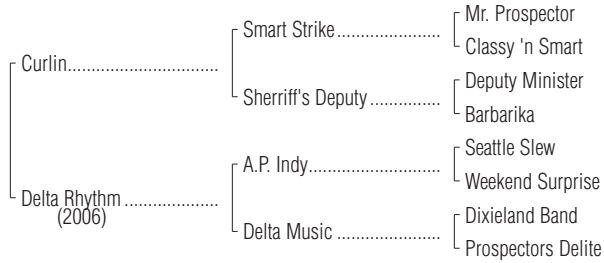 Mr. Prospector
Smart Strike....................
Classy 'n Smart
Curlin..............................
Deputy Minister
Sherriff's Deputy ..............
Barbarika
Seattle Slew
A.P. Indy.........................
Weekend Surprise
Delta Rhythm ...................
(2006)
Dixieland Band
Delta Music ....................
Prospectors Delite